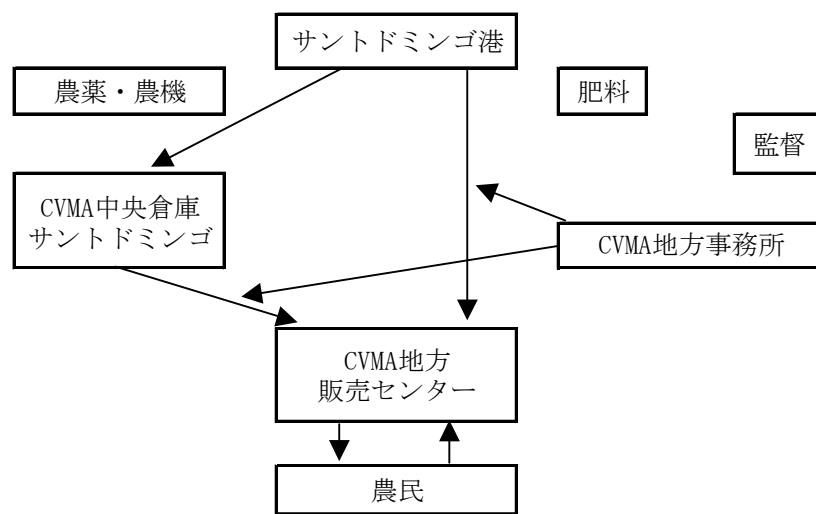 サントドミンゴ港
農薬・農機
肥料
監督
CVMA中央倉庫
サントドミンゴ
CVMA地方事務所
CVMA地方
販売センター
農民